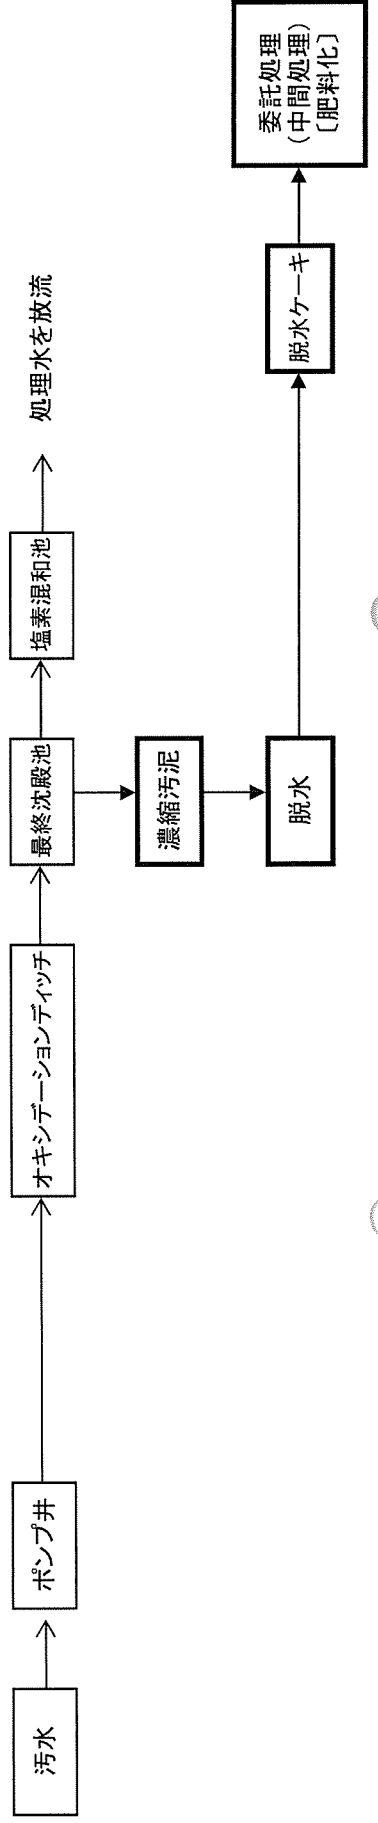 汚水
ポンプ井
オキシデーションディッチ
最終沈殿池
塩素混和池
処理水を放流
濃縮汚泥
脱水
脱水ケーキ
委託処理
(中間処理)
〔肥料化〕